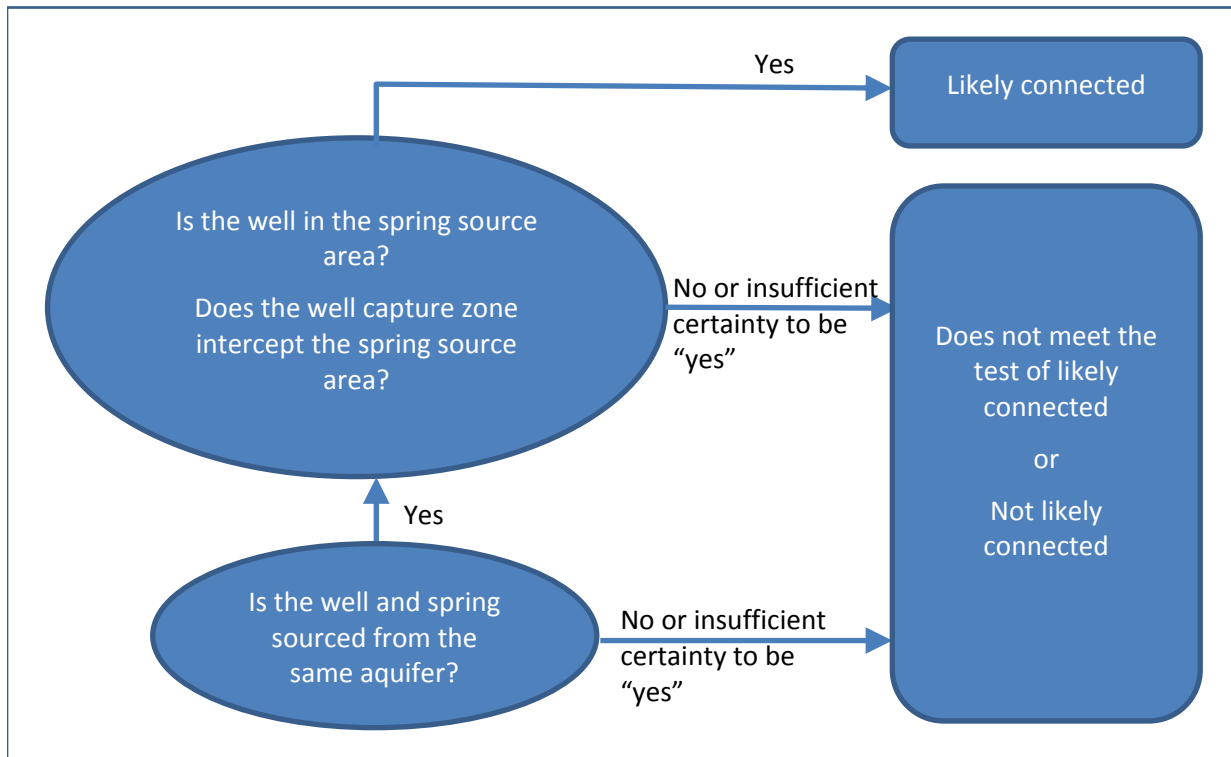 Yes
Likely connected
Is the well in the spring source
area?
Does the well capture zone
intercept the spring source
area?
No or insufficient
certainty to be
“yes”
Does not meet the
test of likely
connected
or
Not likely
connected
Yes
Is the well and spring
sourced from the
same aquifer?
No or insufficient
certainty to be
“yes”